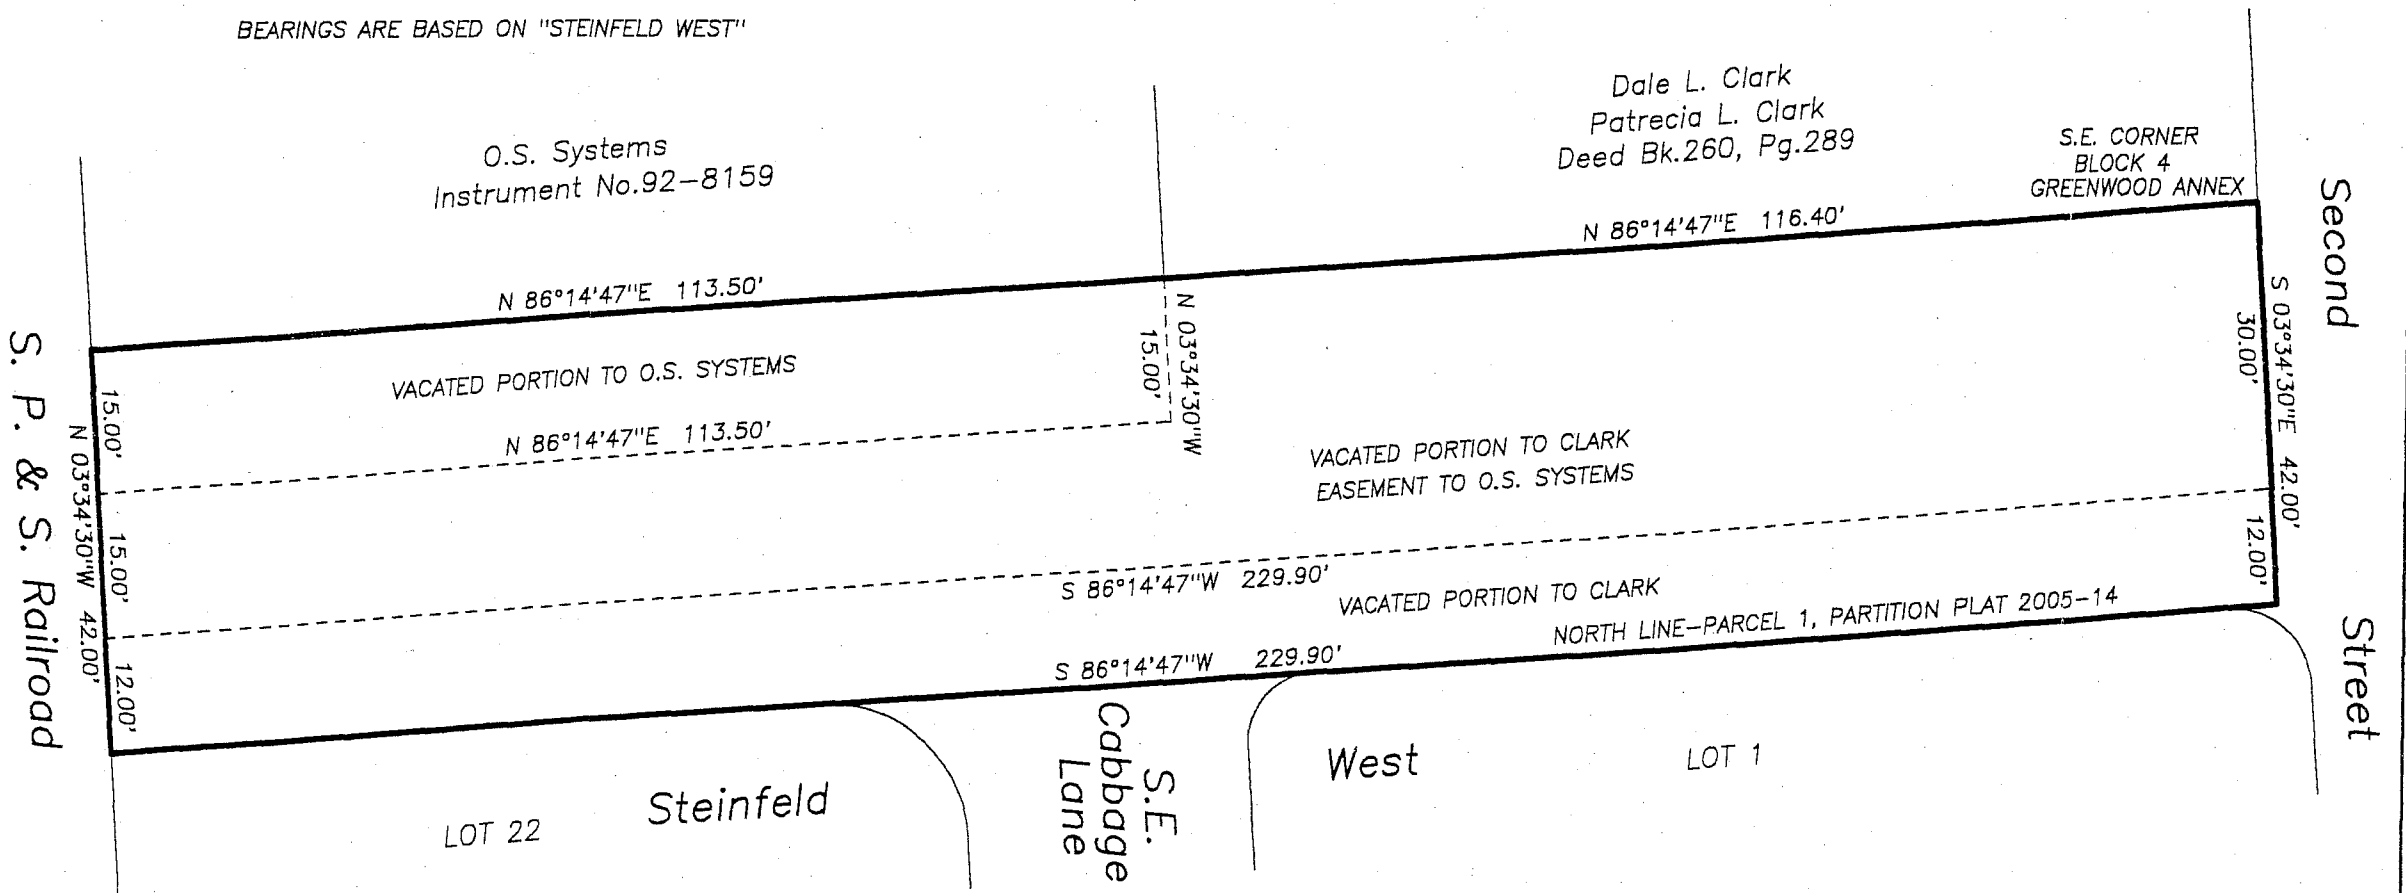 BEARINGS ARE BASED ON "STEINFELD WEST"
O.S. Systems
Instrument No.92-8159
Dale L. Clark
Patrecia L. Clark
Deed Bk.260, Pg.289
S.E. CORNER
BLOCK 4
GREENWOOD ANNEX
Second
Street
N 86°14'47"E 113.50'
N 86°14'47"E 116.40'
S. P. & S. Railroad
N 03°34'30"W 42.00'
15.00'
15.00'
12.00'
VACATED PORTION TO O.S. SYSTEMS
N 86°14'47"E 113.50'
15.00'
N 03°34'30"W
VACATED PORTION TO CLARK
EASEMENT TO O.S. SYSTEMS
30.00'
S 03°34'30"E 42.00'
12.00'
S 86°14'47"W 229.90'
VACATED PORTION TO CLARK
NORTH LINE-PARCEL 1, PARTITION PLAT 2005-14
S 86°14'47"W 229.90'
S.E.
Cabbage
Lane
Steinfeld
West
LOT 22
LOT 1